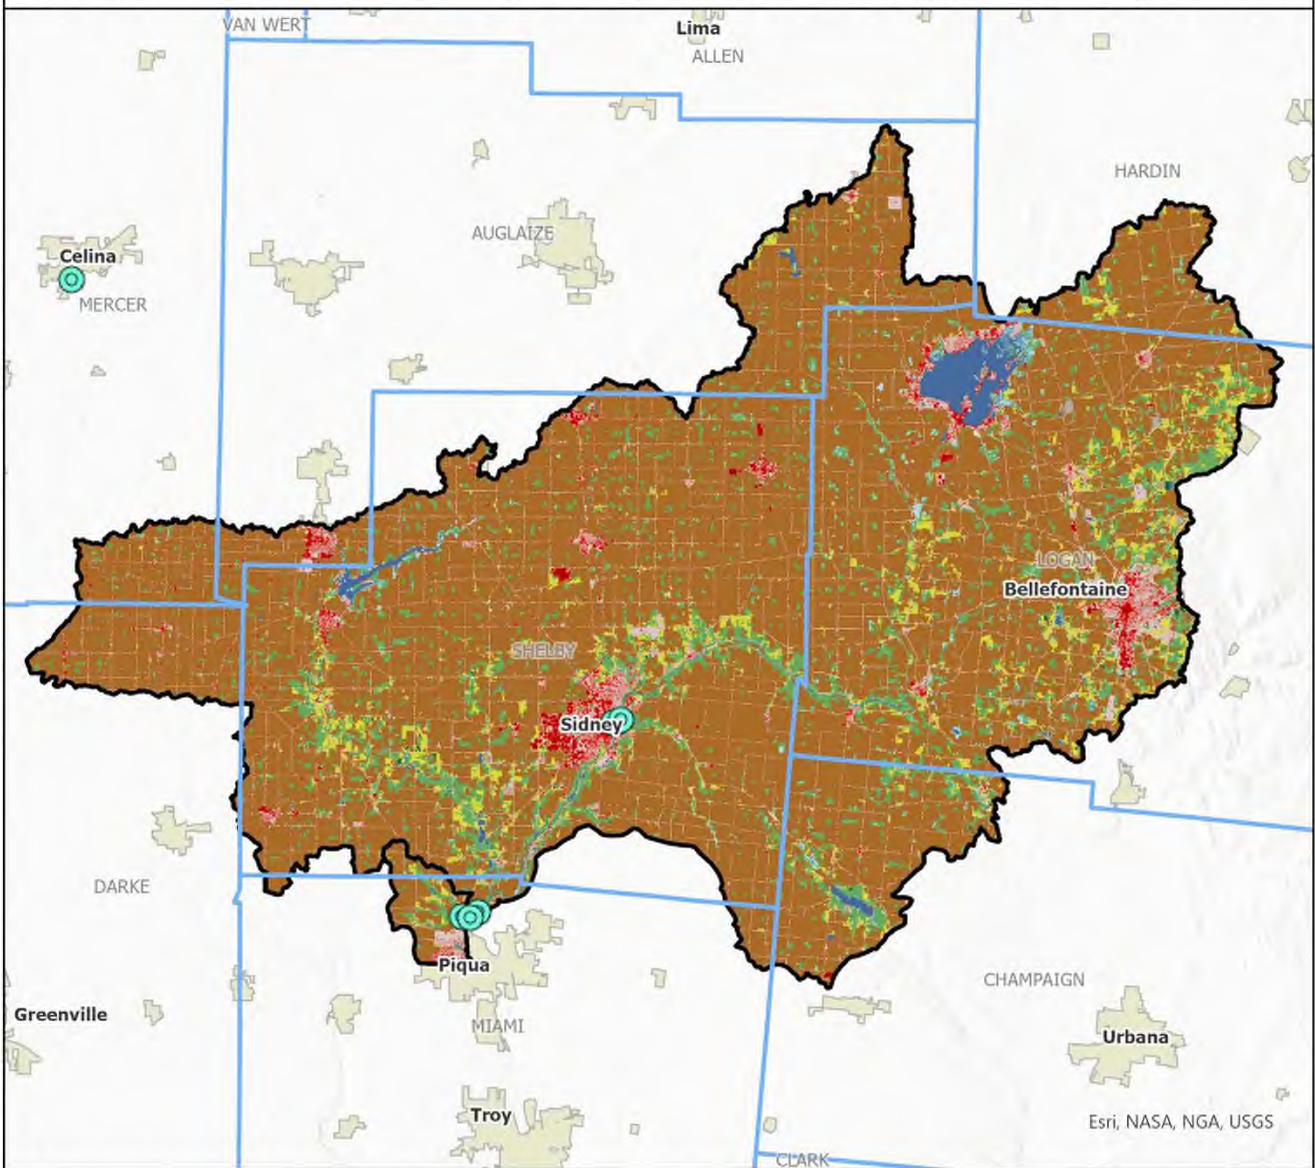 VAN WERT
Lima
ALLEN
HARDIN
AUGLAIZE
Celina
MERCER
LOGAN
Bellefontaine
SHELBY
Sidney
DARKE
Piqua
CHAMPAIGN
Greenville
MIAMI
Urbana
Troy
Esri, NASA, NGA, USGS
CLARK